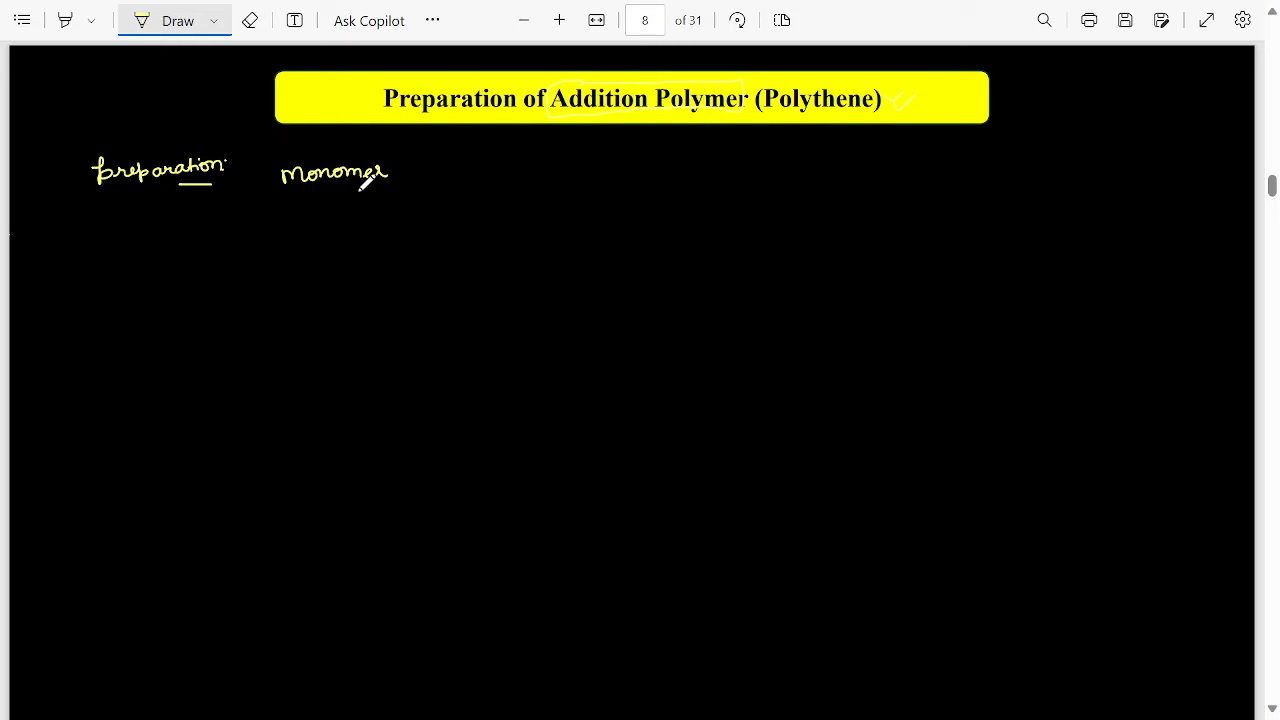 Draw
Ask Copilot
8 of 31
Preparation of Addition Polymer (Polythene)
preparation. Monomer